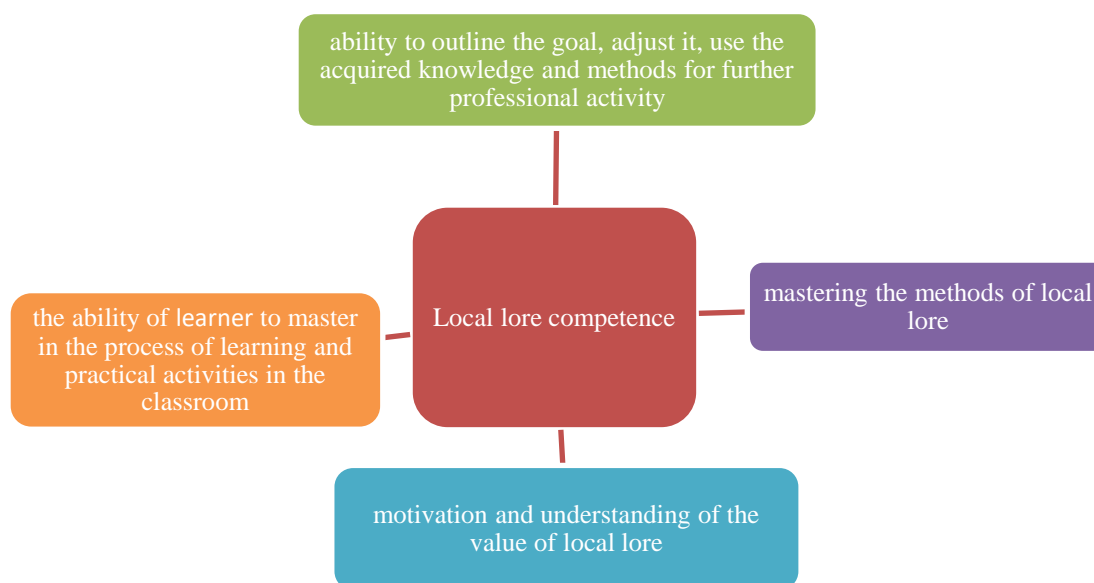 ability to outline the goal, adjust it, use the
acquired knowledge and methods for further
professional activity
mastering the methods of local
lore
Local lore competence
the ability of learner to master
in the process of learning and
practical activities in the
classroom
motivation and understanding of the
value of local lore